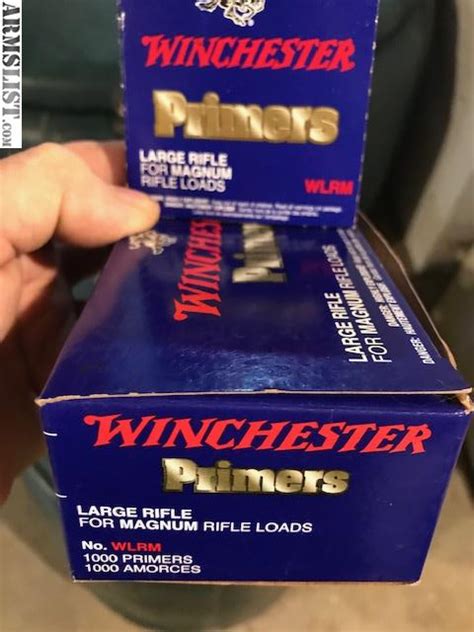 ARMSLIST.COM
WINCHESTER
Primers
LARGE RIFLE
FOR MAGNUM
RIFLE LOADS
WLRM
WINCHESTER
LARGE RIFLE
FOR MAGNUM RIFLE LOADS
WINCHESTER
Primers
LARGE RIFLE
FOR MAGNUM RIFLE LOADS
No. WLRM
1000 PRIMERS
1000 AMORCES